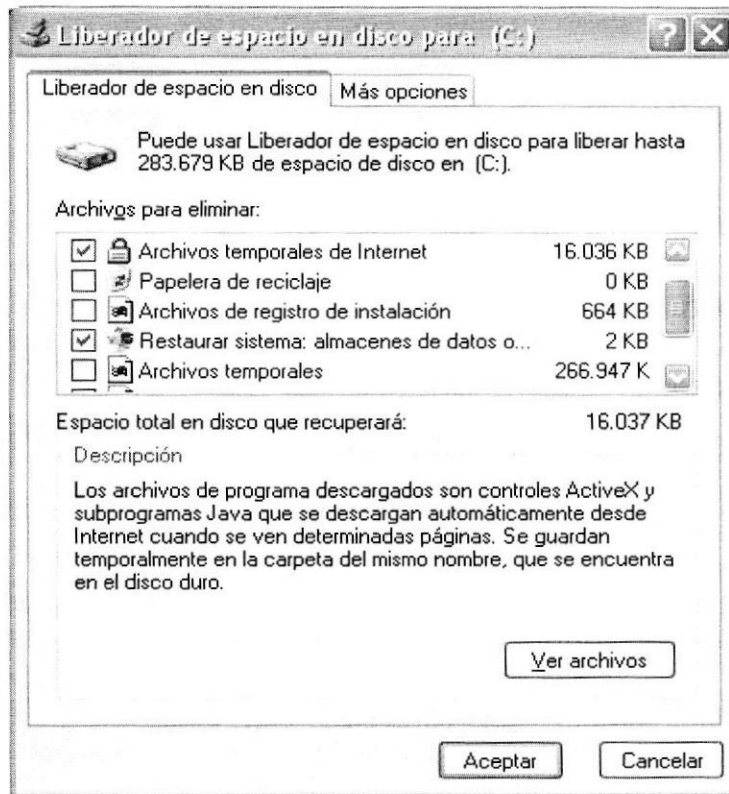 Liberador de espacio en disco para (C:)
Liberador de espacio en disco
Más opciones
Puede usar Liberador de espacio en disco para liberar hasta
283.679 KB de espacio de disco en (C:).
Archivos para eliminar:
Archivos temporales de Internet 16.036 KB
Papelera de reciclaje 0 KB
Archivos de registro de instalación 664 KB
Restaurar sistema: almacenes de datos o... 2 KB
Archivos temporales 266.947 K
Espacio total en disco que recuperará: 16.037 KB
Descripción
Los archivos de programa descargados son controles ActiveX y
subprogramas Java que se descargan automáticamente desde
Internet cuando se ven determinadas páginas. Se guardan
temporalmente en la carpeta del mismo nombre, que se encuentra
en el disco duro.
Ver archivos
Aceptar
Cancelar